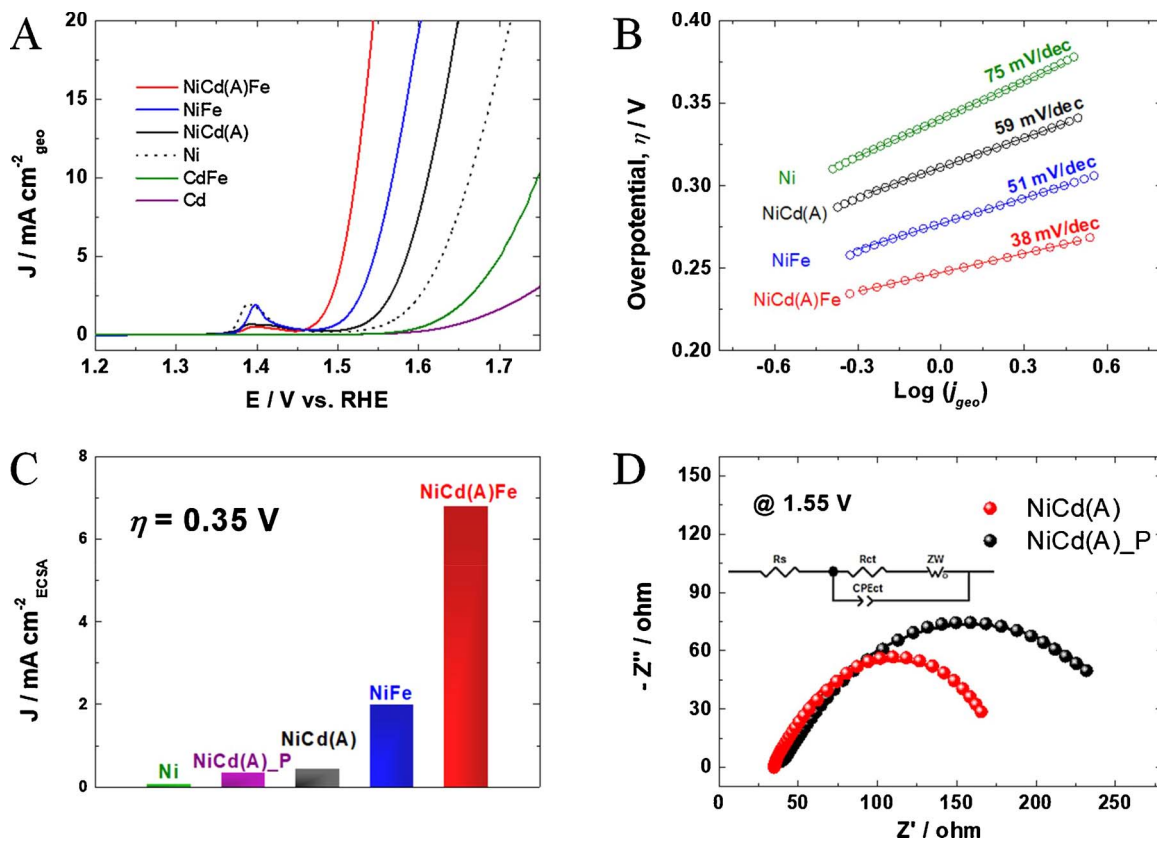 A
J / mA cm-2 geo
20
15
10
5
0
NiCd(A)Fe
NiFe
NiCd(A)
Ni
CdFe
Cd
1.2 1.3 1.4 1.5 1.6 1.7
E / V vs. RHE
B
Overpotential, η / V
0.40
0.35
0.30
0.25
0.20
75 mV/dec
59 mV/dec
51 mV/dec
38 mV/dec
Ni
NiCd(A)
NiFe
NiCd(A)Fe
-0.6 -0.3 0.0 0.3 0.6
Log (jgeo)
C
J / mA cm-2 ECSA
8
6
4
2
0
η = 0.35 V
Ni
NiCd(A)_P
NiCd(A)
NiFe
NiCd(A)Fe
D
- Z" / ohm
150
120
90
60
30
0
@ 1.55 V
NiCd(A)
NiCd(A)_P
Rs Rct ZW
CPEct
0 50 100 150 200 250
Z' / ohm